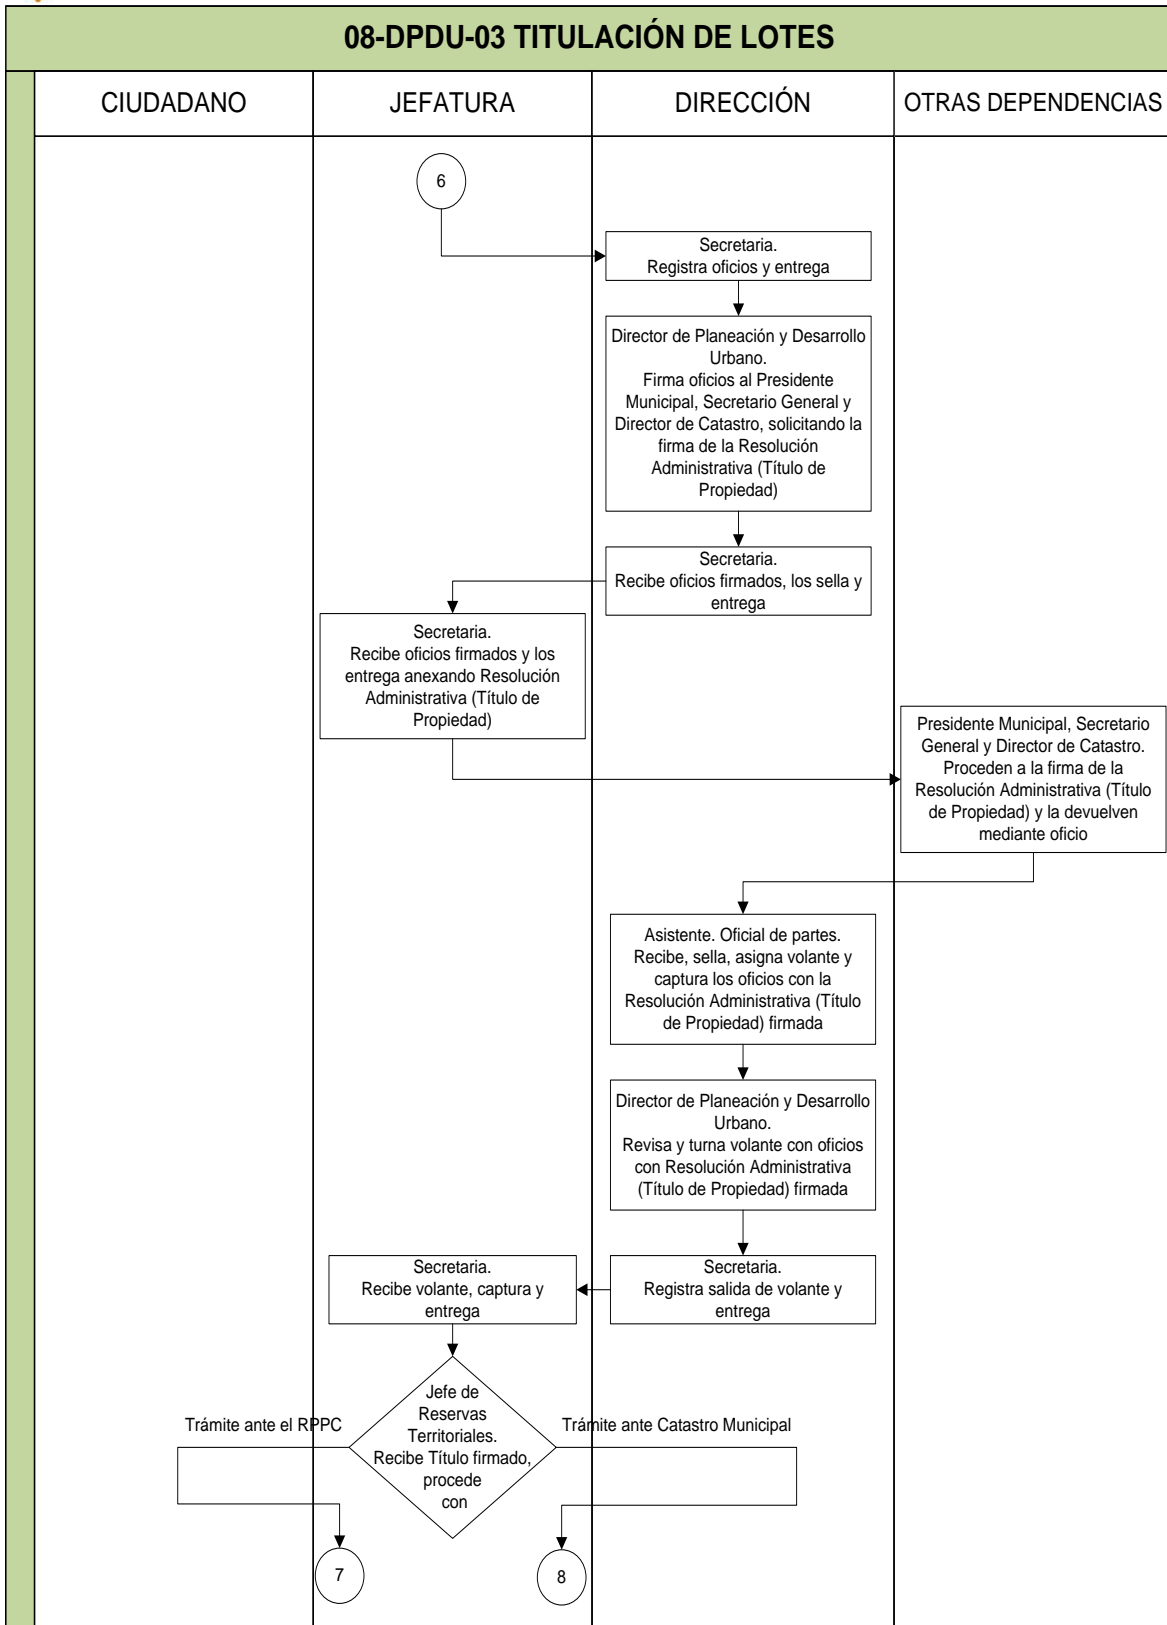 08-DPDU-03 TITULACIÓN DE LOTES
CIUDADANO
JEFATURA
DIRECCIÓN
OTRAS DEPENDENCIAS
6
Secretaria.
Registra oficios y entrega
Director de Planeación y Desarrollo
Urbano.
Firma oficios al Presidente
Municipal, Secretario General y
Director de Catastro, solicitando la
firma de la Resolución
Administrativa (Título de
Propiedad)
Secretaria.
Recibe oficios firmados, los sella y
entrega
Secretaria.
Recibe oficios firmados y los
entrega anexando Resolución
Administrativa (Título de
Propiedad)
Presidente Municipal, Secretario
General y Director de Catastro.
Proceden a la firma de la
Resolución Administrativa (Título
de Propiedad) y la devuelven
mediante oficio
Asistente. Oficial de partes.
Recibe, sella, asigna volante y
captura los oficios con la
Resolución Administrativa (Título
de Propiedad) firmada
Director de Planeación y Desarrollo
Urbano.
Revisa y turna volante con oficios
con Resolución Administrativa
(Título de Propiedad) firmada
Secretaria.
Registra salida de volante y
entrega
Secretaria.
Recibe volante, captura y
entrega
Jefe de
Reservas
Territoriales.
Recibe Título firmado,
procede
con
Trámite ante el RPPC
Trámite ante Catastro Municipal
7
8